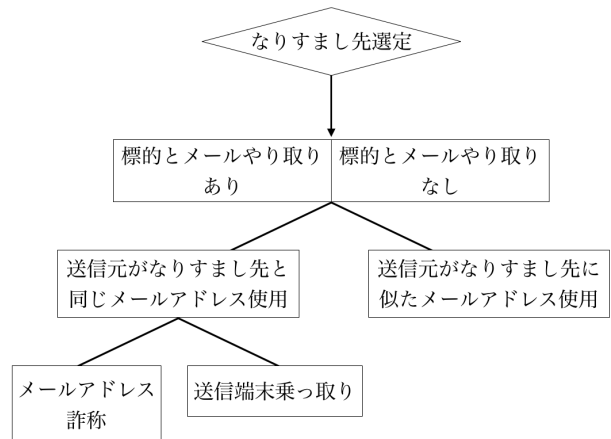 なりすまし先選定
標的とメールやり取り
あり
標的とメールやり取り
なし
送信元がなりすまし先と
同じメールアドレス使用
送信元がなりすまし先に
似たメールアドレス使用
メールアドレス
詐称
送信端末乗っ取り